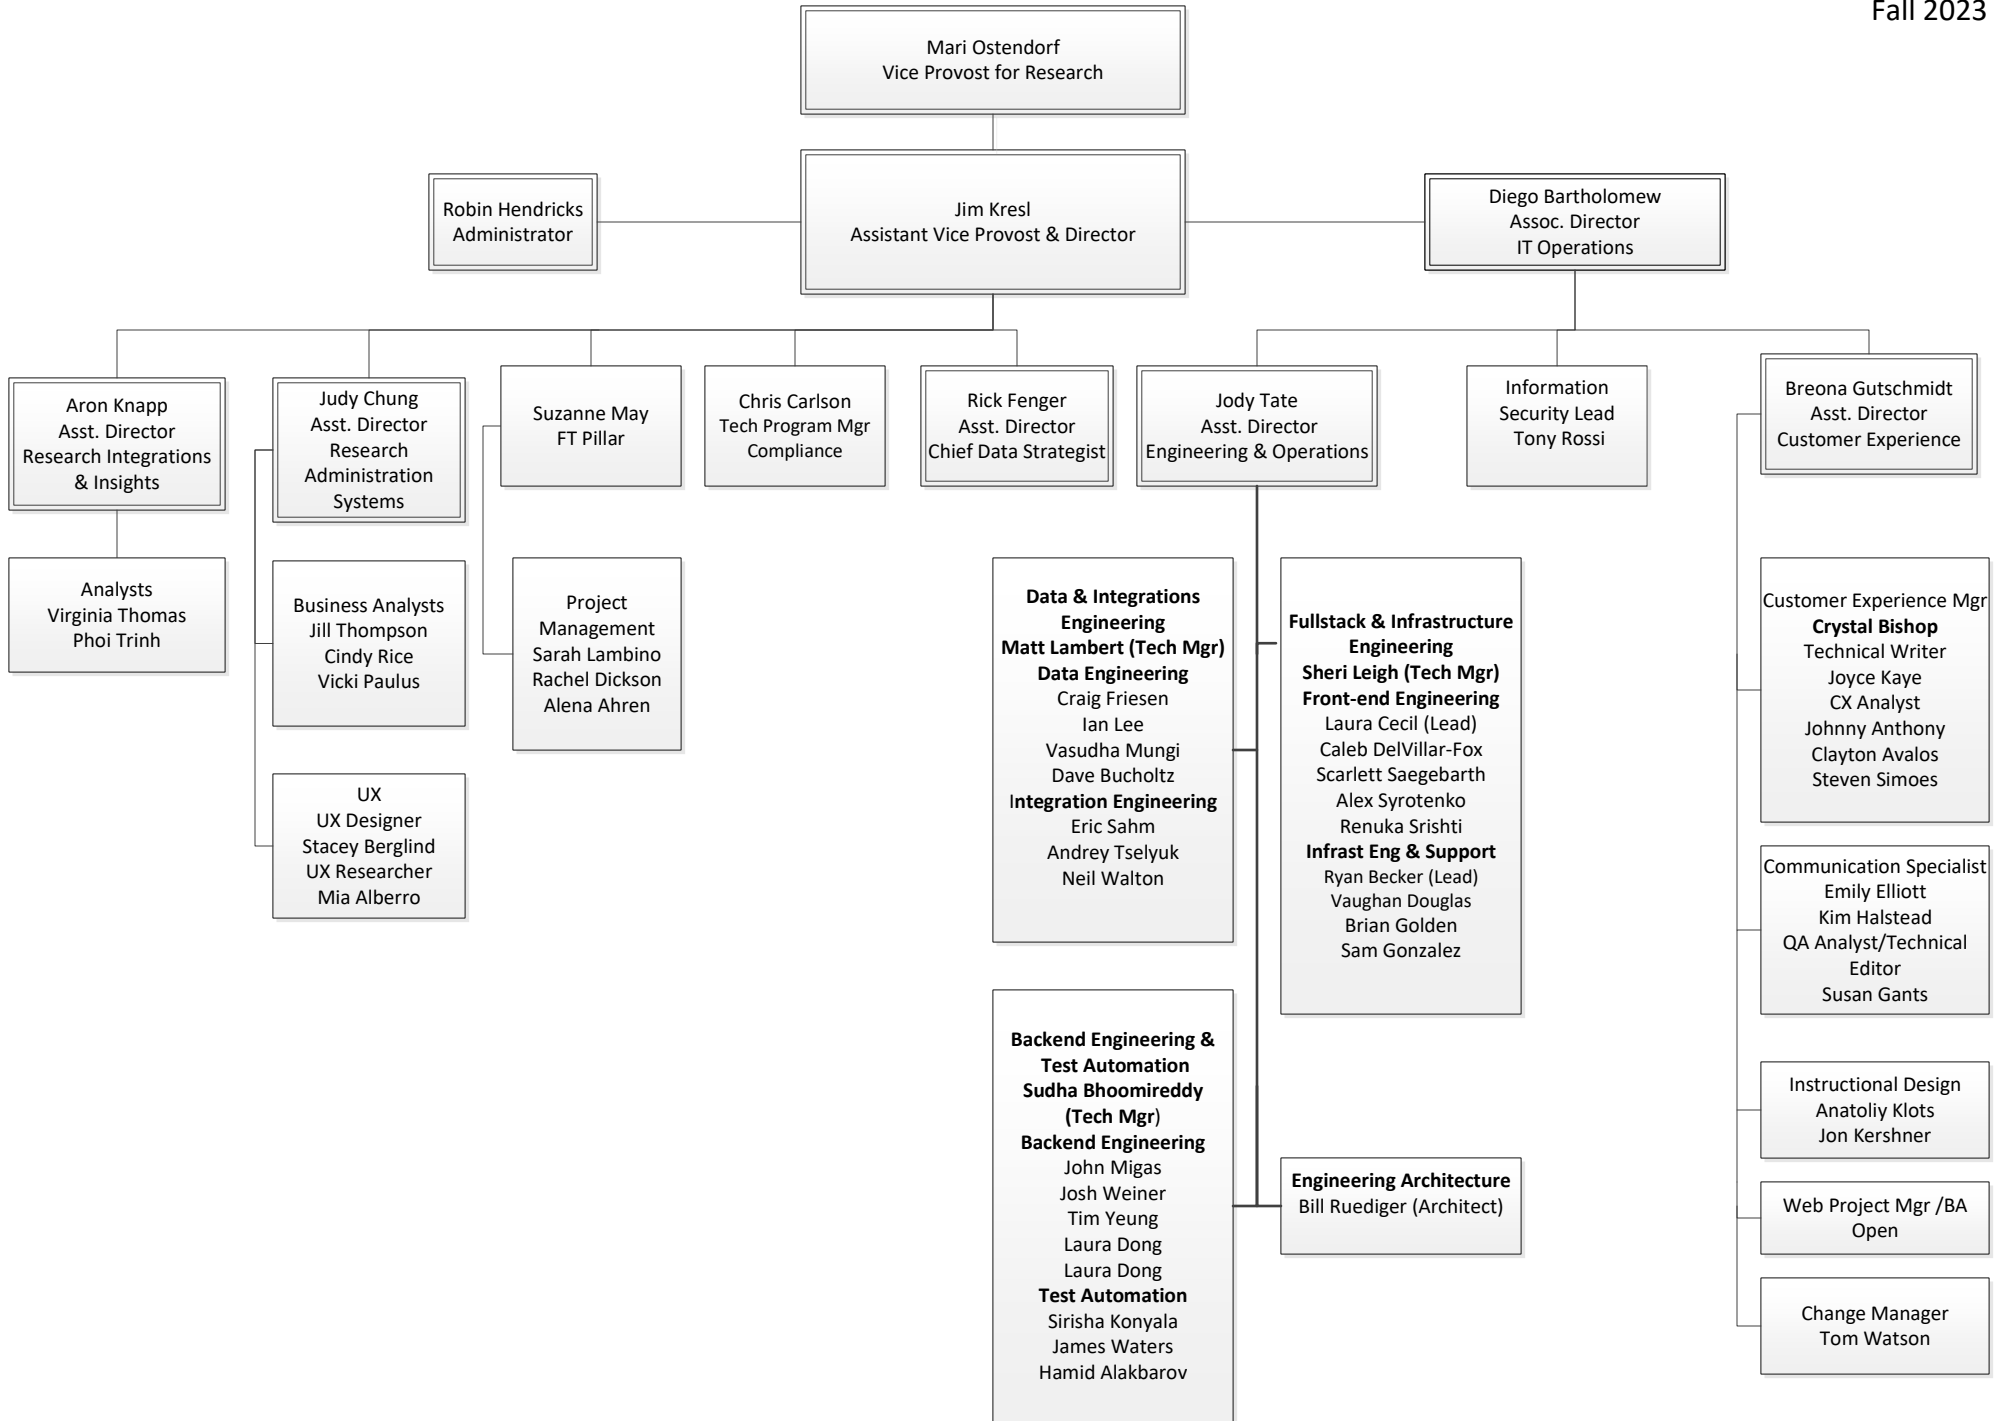 Fall 2023
Mari Ostendorf
Vice Provost for Research
Robin Hendricks
Administrator
Jim Kresl
Assistant Vice Provost & Director
Diego Bartholomew
Assoc. Director
IT Operations
Aron Knapp
Asst. Director
Research Integrations
& Insights
Judy Chung
Asst. Director
Research
Administration
Systems
Suzanne May
FT Pillar
Chris Carlson
Tech Program Mgr
Compliance
Rick Fenger
Asst. Director
Chief Data Strategist
Jody Tate
Asst. Director
Engineering & Operations
Information
Security Lead
Tony Rossi
Breona Gutschmidt
Asst. Director
Customer Experience
Analysts
Virginia Thomas
Phoi Trinh
Business Analysts
Jill Thompson
Cindy Rice
Vicki Paulus
UX
UX Designer
Stacey Berglind
UX Researcher
Mia Alberro
Project
Management
Sarah Lambino
Rachel Dickson
Alena Ahren
Data & Integrations
Engineering
Matt Lambert (Tech Mgr)
Data Engineering
Craig Friesen
Ian Lee
Vasudha Mungi
Dave Bucholtz
Integration Engineering
Eric Sahm
Andrey Tselyuk
Neil Walton
Fullstack & Infrastructure
Engineering
Sheri Leigh (Tech Mgr)
Front-end Engineering
Laura Cecil (Lead)
Caleb DelVillar-Fox
Scarlett Saegebarth
Alex Syrotenko
Renuka Srishti
Infrast Eng & Support
Ryan Becker (Lead)
Vaughan Douglas
Brian Golden
Sam Gonzalez
Backend Engineering &
Test Automation
Sudha Bhoomireddy
(Tech Mgr)
Backend Engineering
John Migas
Josh Weiner
Tim Yeung
Laura Dong
Laura Dong
Test Automation
Sirisha Konyala
James Waters
Hamid Alakbarov
Engineering Architecture
Bill Ruediger (Architect)
Customer Experience Mgr
Crystal Bishop
Technical Writer
Joyce Kaye
CX Analyst
Johnny Anthony
Clayton Avalos
Steven Simoes
Communication Specialist
Emily Elliott
Kim Halstead
QA Analyst/Technical
Editor
Susan Gants
Instructional Design
Anatoliy Klots
Jon Kershner
Web Project Mgr /BA
Open
Change Manager
Tom Watson